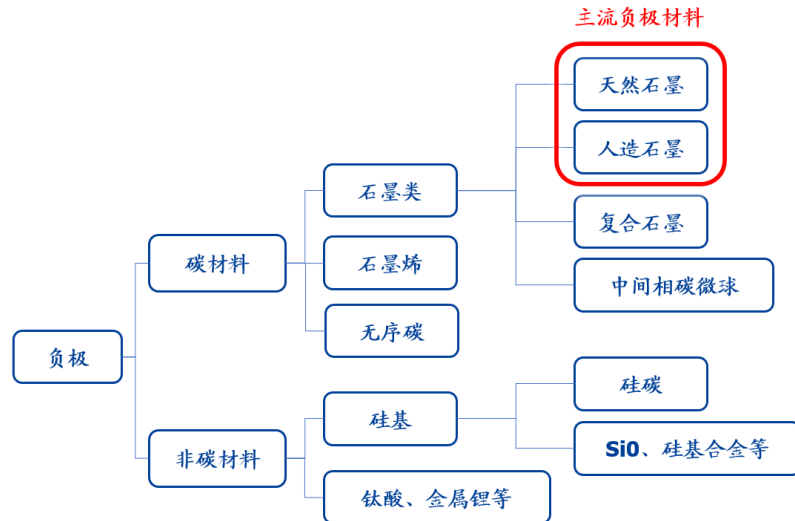 主流负极材料
天然石墨
人造石墨
石墨类
复合石墨
碳材料
石墨烯
中间相碳微球
无序碳
负极
硅碳
硅基
非碳材料
SiO、硅基合金等
钛酸、金属锂等